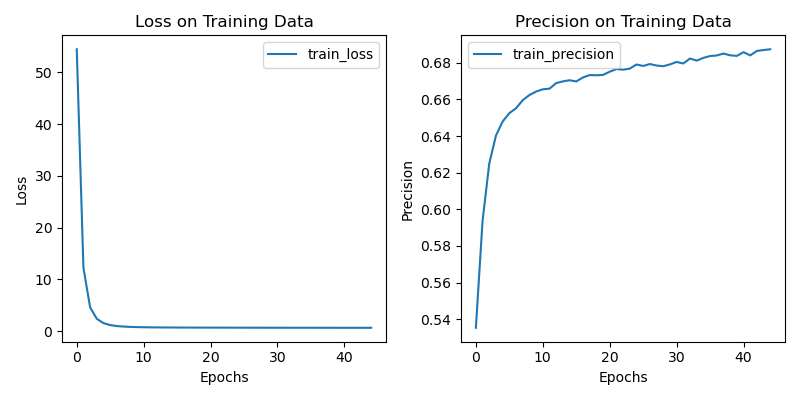 Loss on Training Data
train_loss
50
40
30
20
10
0
Loss
0 10 20 30 40
Epochs
Precision on Training Data
train_precision
0.68
0.66
0.64
0.62
0.60
0.58
0.56
0.54
Precision
0 10 20 30 40
Epochs